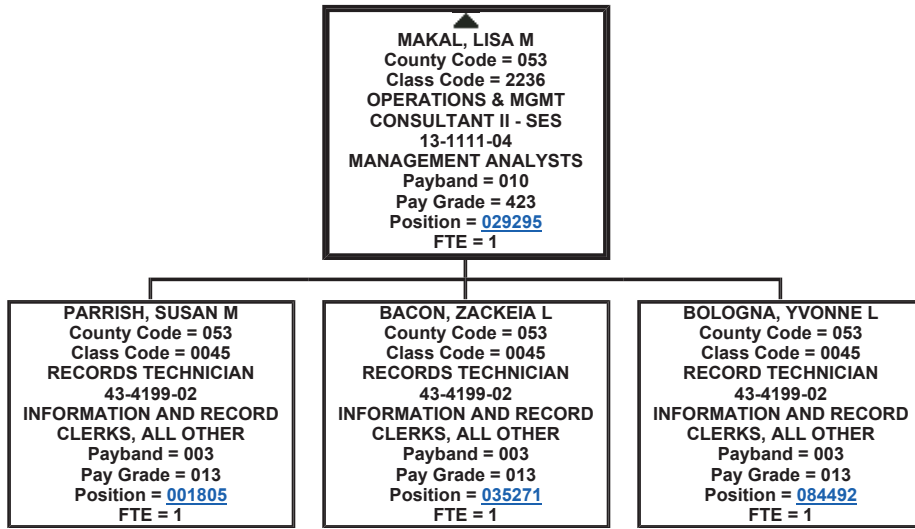 MAKAL, LISA M
County Code = 053
Class Code = 2236
OPERATIONS & MGMT
CONSULTANT II - SES
13-1111-04
MANAGEMENT ANALYSTS
Payband = 010
Pay Grade = 423
Position = 029295
FTE = 1
PARRISH, SUSAN M
County Code = 053
Class Code = 0045
RECORDS TECHNICIAN
43-4199-02
INFORMATION AND RECORD
CLERKS, ALL OTHER
Payband = 003
Pay Grade = 013
Position = 001805
FTE = 1
BACON, ZACKEIA L
County Code = 053
Class Code = 0045
RECORDS TECHNICIAN
43-4199-02
INFORMATION AND RECORD
CLERKS, ALL OTHER
Payband = 003
Pay Grade = 013
Position = 035271
FTE = 1
BOLOGNA, YVONNE L
County Code = 053
Class Code = 0045
RECORD TECHNICIAN
43-4199-02
INFORMATION AND RECORD
CLERKS, ALL OTHER
Payband = 003
Pay Grade = 013
Position = 084492
FTE = 1